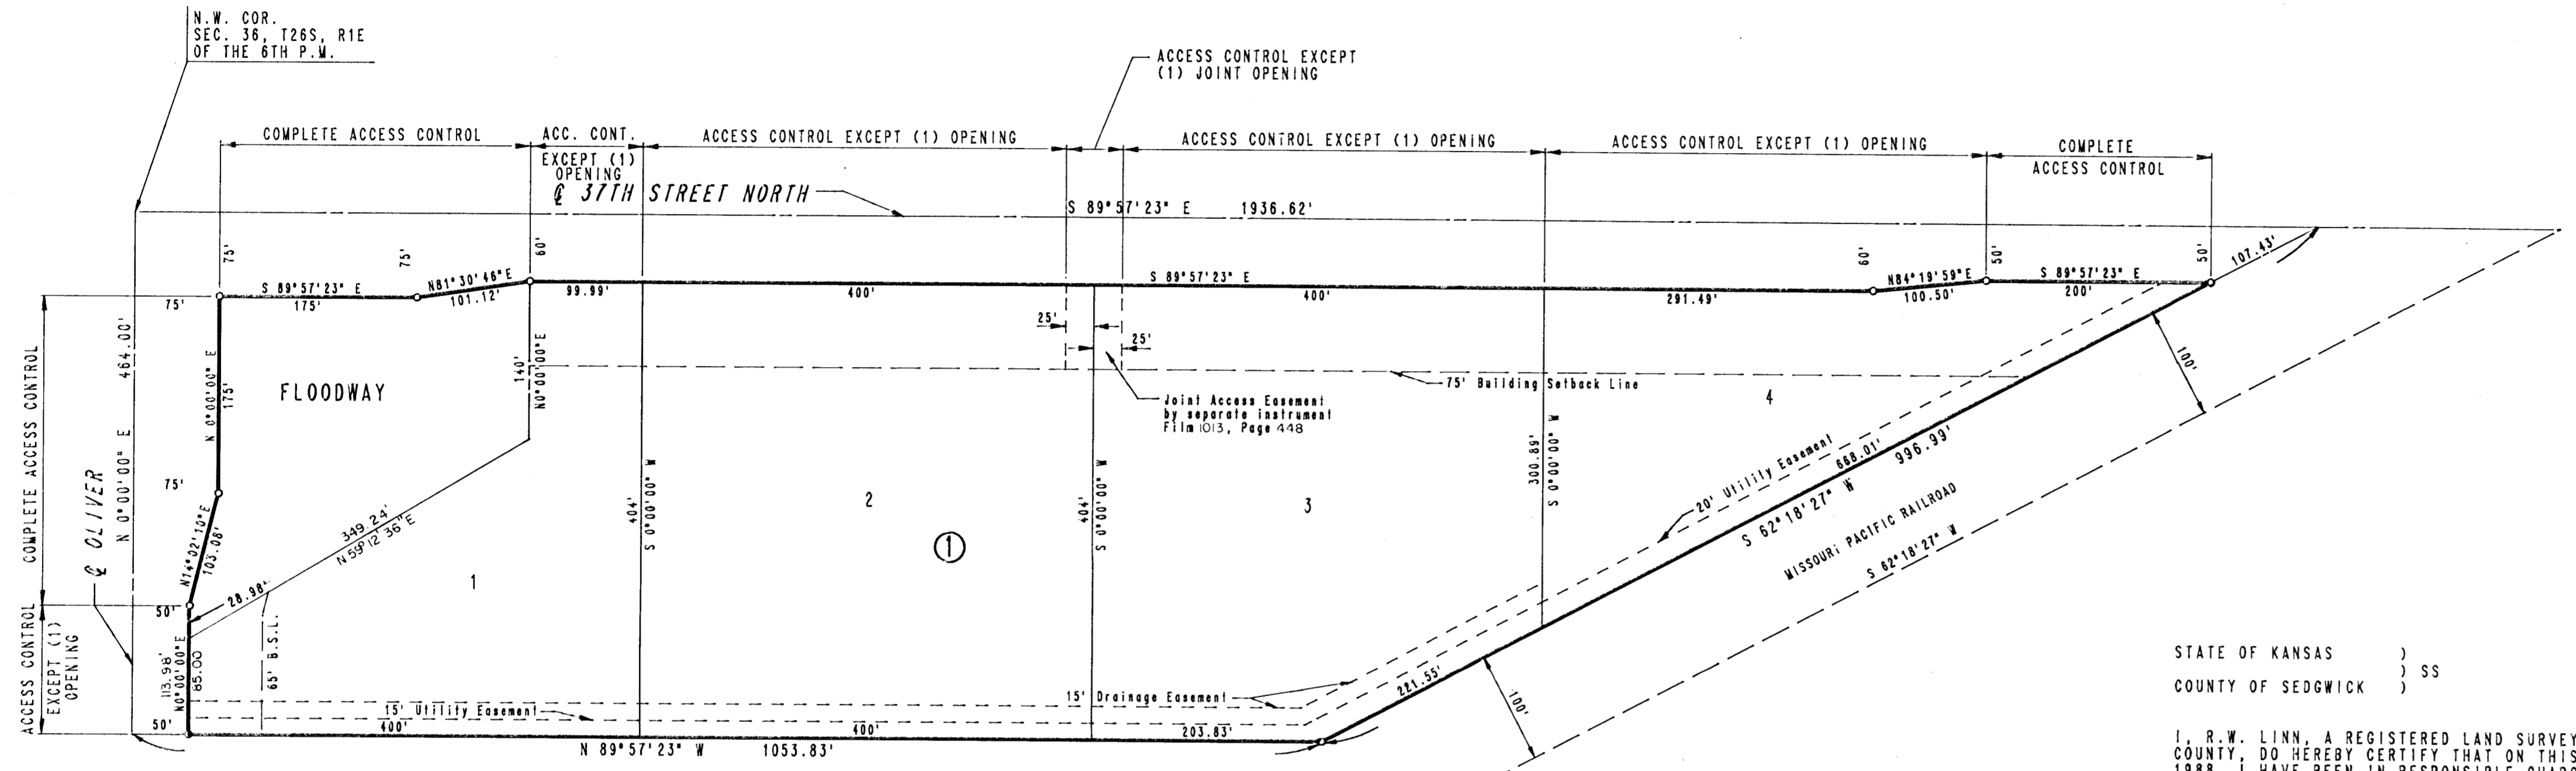 N.W. COR.
SEC. 36, T26S, R1E
OF THE 6TH P.M.
ACCESS CONTROL EXCEPT
(1) JOINT OPENING
COMPLETE ACCESS CONTROL
ACC. CONT.
EXCEPT (1)
OPENING
ACCESS CONTROL EXCEPT (1) OPENING
ACCESS CONTROL EXCEPT (1) OPENING
ACCESS CONTROL EXCEPT (1) OPENING
COMPLETE
ACCESS CONTROL
℄ 37TH STREET NORTH
S 89°57'23" E 1936.62'
75'
75'
60'
60'
50'
50'
107.43'
75'
S 89°57'23" E
175'
N81°30'46"E
101.12'
99.99'
400'
S 89°57'23" E
400'
291.49'
N84°19'59"E
100.50'
S 89°57'23" E
200'
25'
25'
COMPLETE ACCESS CONTROL
N 0°00'00" E 464.00'
N 0°00'00" E
175'
FLOODWAY
140'
N0°00'00"E
75' Building Setback Line
Joint Access Easement
by separate instrument
Film 1013, Page 448
4
100'
75'
℄ OLIVER
N14°02'10"E
103.08'
349.24'
N59°12'36"E
28.98'
50'
404'
S 0°00'00" W
2
1
404'
S 0°00'00" W
3
300.89'
S 0°00'00" W
20' Utility Easement
668.01'
996.99'
S 62°18'27" W
MISSOURI PACIFIC RAILROAD
S 62°18'27" W
1
ACCESS CONTROL
EXCEPT (1)
OPENING
113.98'
N0°00'00"E
85.00
65' B.S.L.
50'
15' Utility Easement
15' Drainage Easement
221.55'
100'
400'
400'
203.83'
N 89°57'23" W 1053.83'
STATE OF KANSAS )
) SS
COUNTY OF SEDGWICK )
I, R.W. LINN, A REGISTERED LAND SURVEY
COUNTY, DO HEREBY CERTIFY THAT ON THIS
1988, I HAVE BEEN IN RESPONSIBLE CHARG